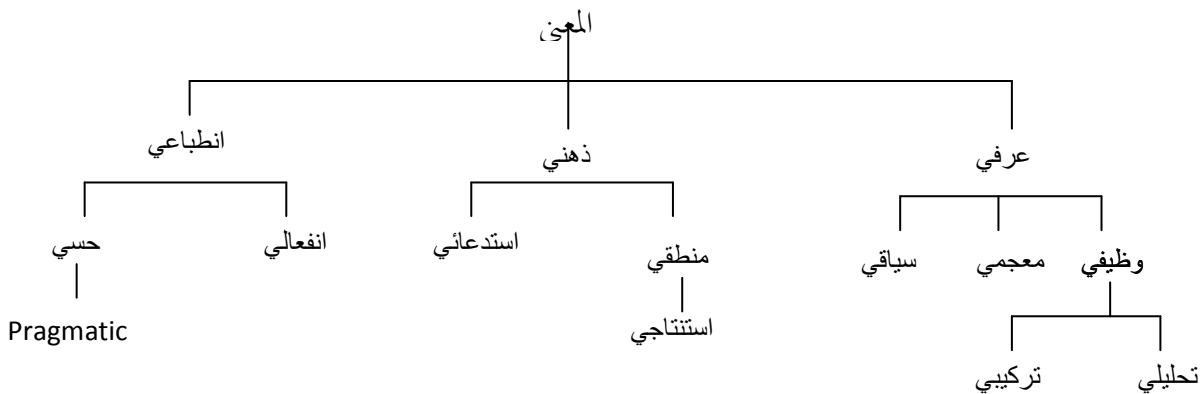 المعنى
عرفي ذهني انطباعي
وظيفي معجمي سياقي منطقي استدعائي انفعالي حسي
استنتاجي Pragmatic
تحليلي تركيبي